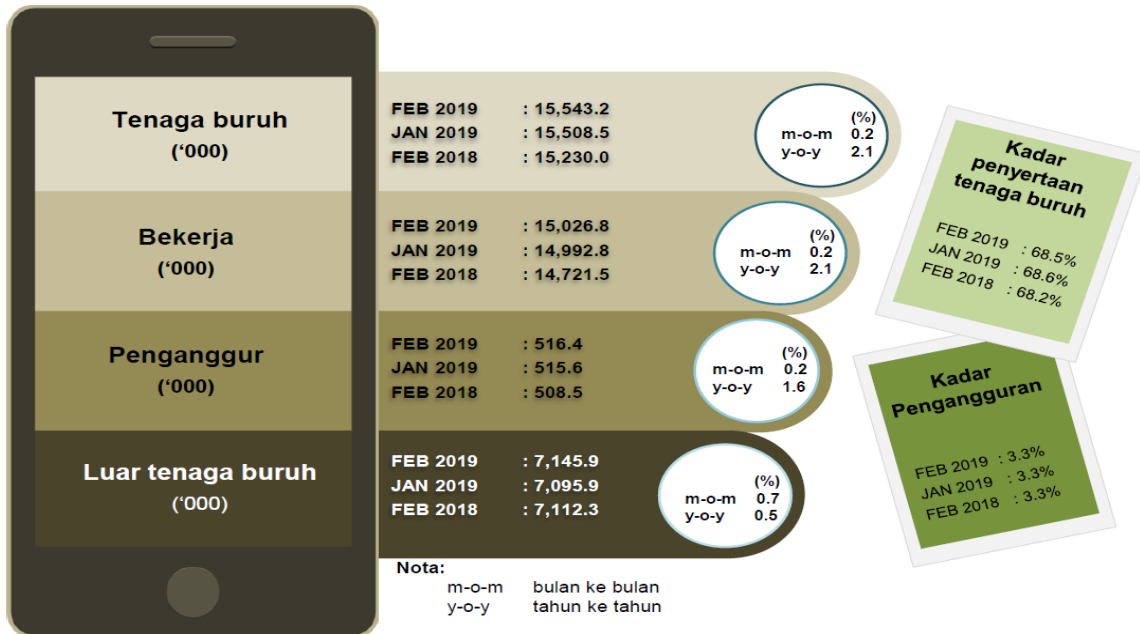 Tenaga buruh
(‘000)
FEB 2019 : 15,543.2
JAN 2019 : 15,508.5
FEB 2018 : 15,230.0
(%)
m-o-m 0.2
y-o-y 2.1
Bekerja
(‘000)
FEB 2019 : 15,026.8
JAN 2019 : 14,992.8
FEB 2018 : 14,721.5
(%)
m-o-m 0.2
y-o-y 2.1
Penganggur
(‘000)
FEB 2019 : 516.4
JAN 2019 : 515.6
FEB 2018 : 508.5
(%)
m-o-m 0.2
y-o-y 1.6
Luar tenaga buruh
(‘000)
FEB 2019 : 7,145.9
JAN 2019 : 7,095.9
FEB 2018 : 7,112.3
(%)
m-o-m 0.7
y-o-y 0.5
Kadar
penyertaan
tenaga buruh
FEB 2019 : 68.5%
JAN 2019 : 68.6%
FEB 2018 : 68.2%
Kadar
Pengangguran
FEB 2019 : 3.3%
JAN 2019 : 3.3%
FEB 2018 : 3.3%
Nota:
m-o-m bulan ke bulan
y-o-y tahun ke tahun